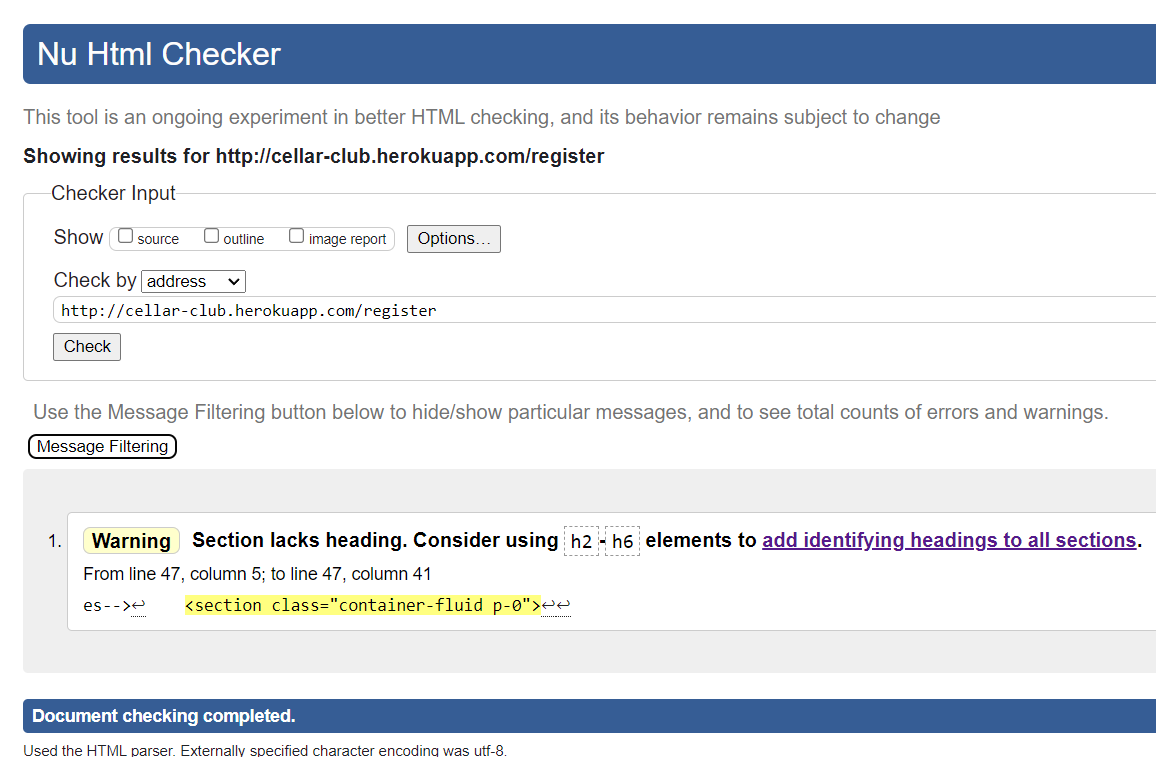 Nu Html Checker
This tool is an ongoing experiment in better HTML checking, and its behavior remains subject to change
Showing results for http://cellar-club.herokuapp.com/register
Checker Input
Show source outline image report Options...
Check by address
http://cellar-club.herokuapp.com/register
Check
Use the Message Filtering button below to hide/show particular messages, and to see total counts of errors and warnings.
Message Filtering
1. Warning Section lacks heading. Consider using h2-h6 elements to add identifying headings to all sections.
From line 47, column 5; to line 47, column 41
es-->↩ <section class="container-fluid p-0">↩↩
Document checking completed.
Used the HTML parser. Externally specified character encoding was utf-8.